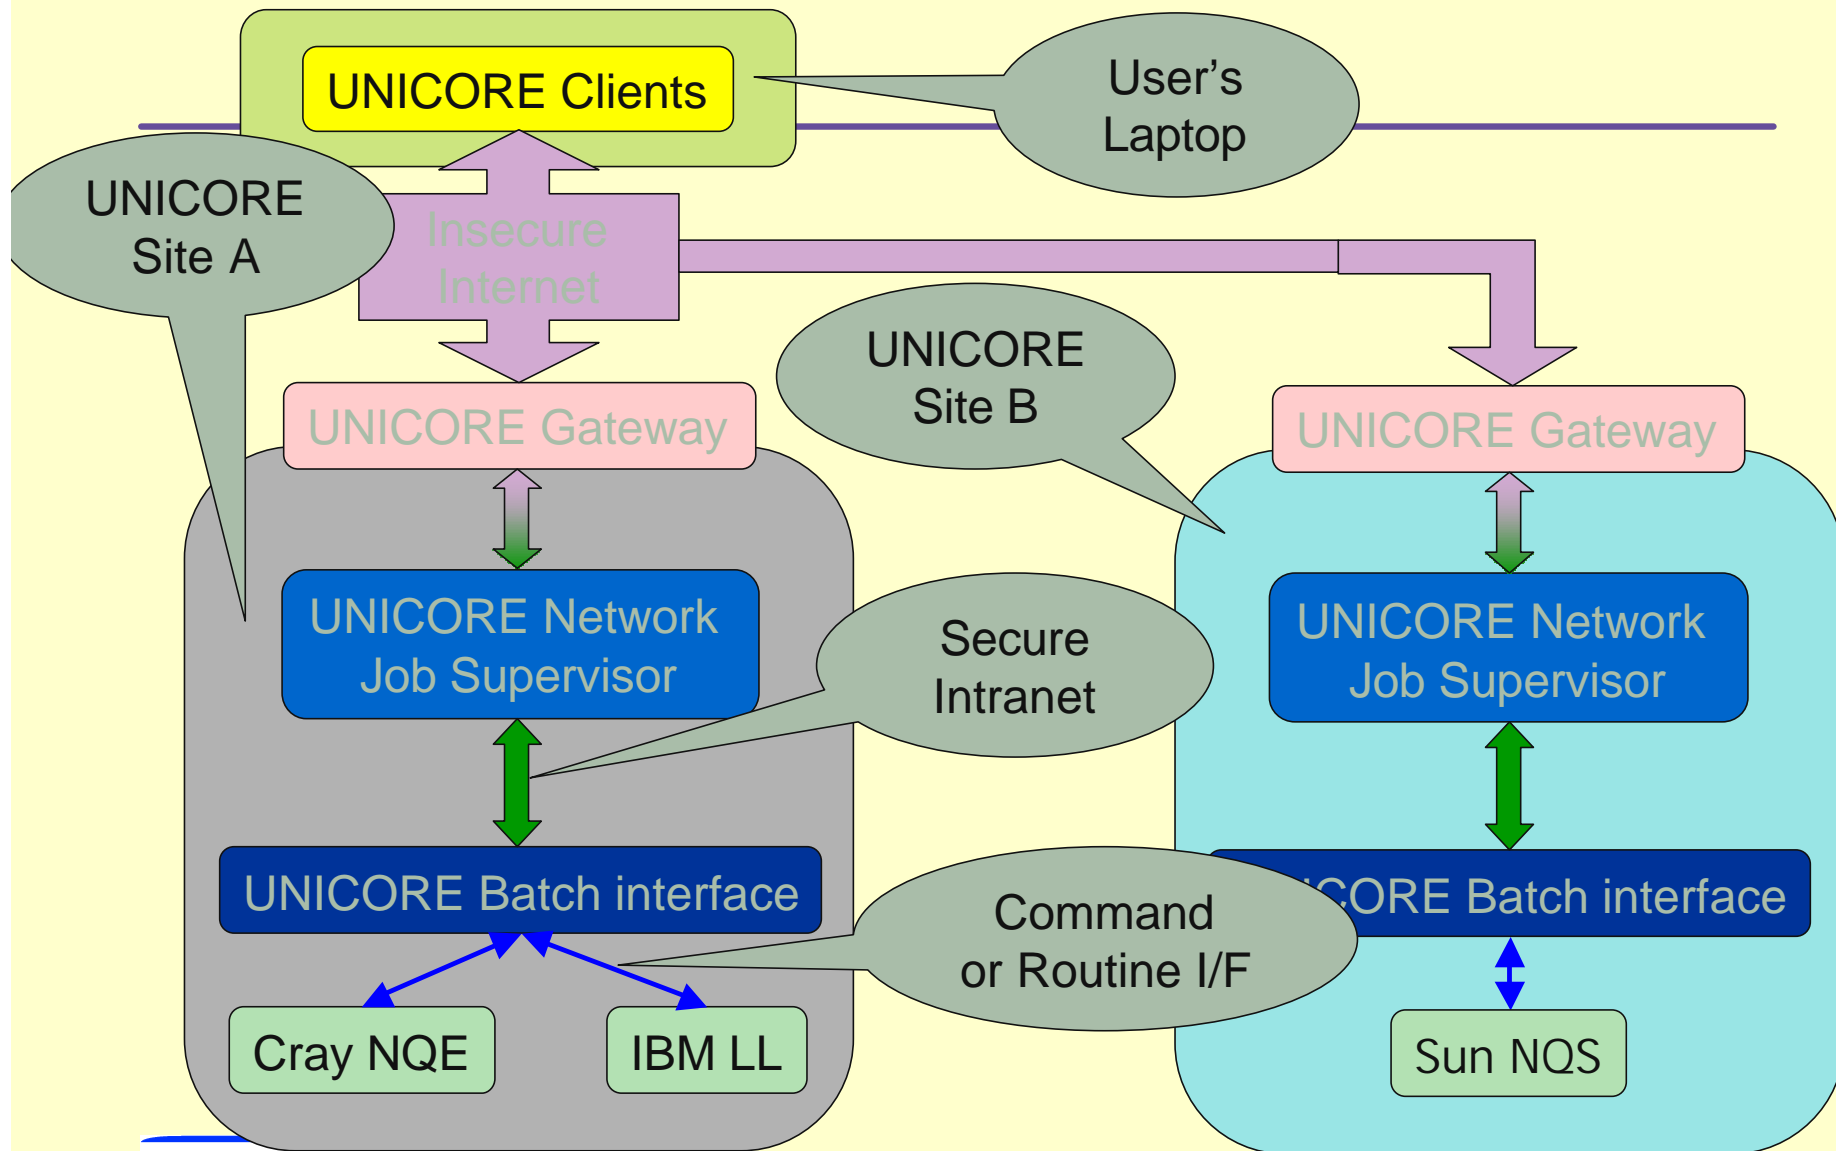 UNICORE Clients
User's
Laptop
UNICORE
Site A
Insecure
Internet
UNICORE
Site B
UNICORE Gateway
UNICORE Gateway
UNICORE Network
Job Supervisor
Secure
Intranet
UNICORE Network
Job Supervisor
UNICORE Batch interface
Command
or Routine I/F
ICORE Batch interface
Cray NQE
IBM LL
Sun NQS